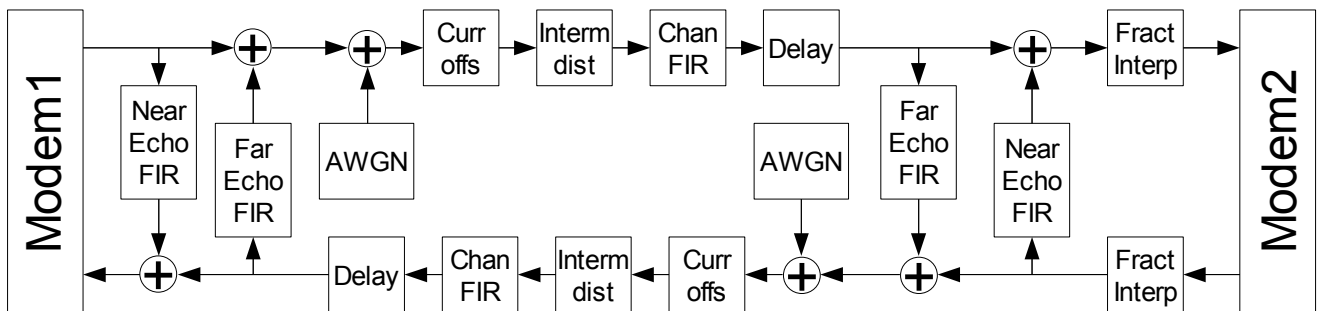 Modem1
Near
Echo
FIR
Far
Echo
FIR
AWGN
Curr
offs
Interm
dist
Chan
FIR
Delay
Far
Echo
FIR
Near
Echo
FIR
Fract
Interp
Modem2
AWGN
Delay
Chan
FIR
Interm
dist
Curr
offs
Fract
Interp